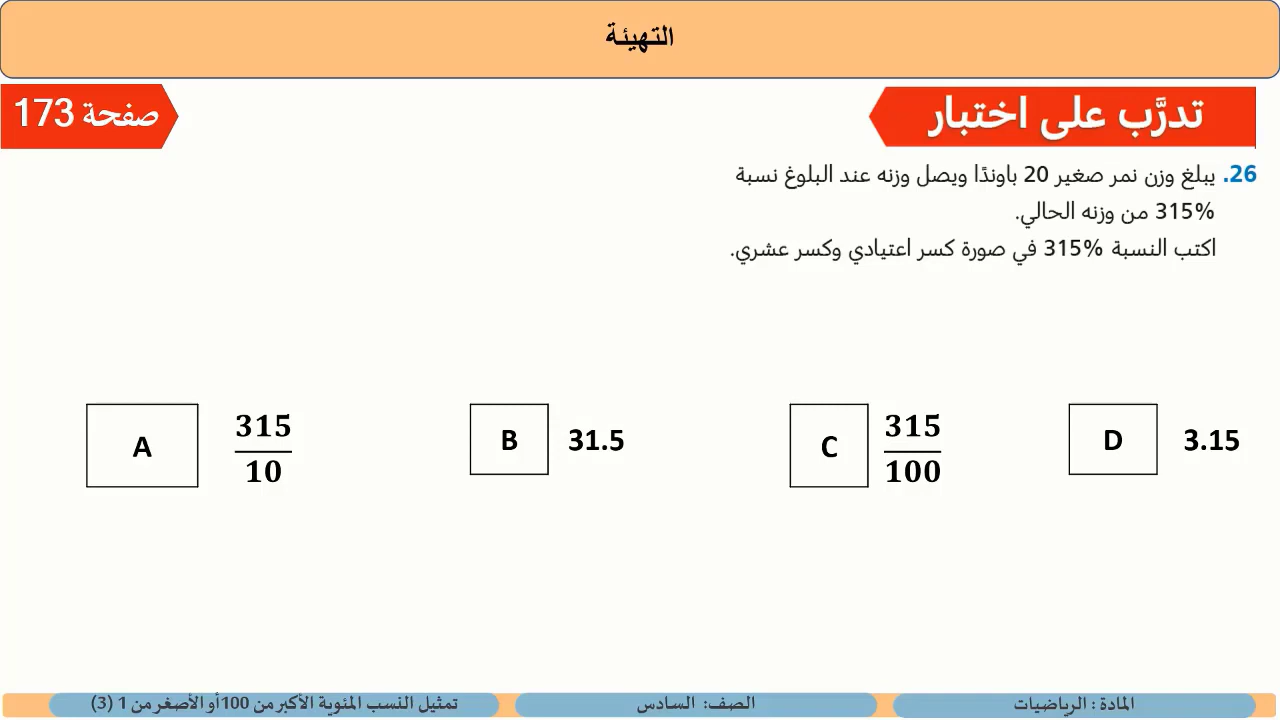 التهيئة
تدرَّب على اختبار
صفحة 173
26. يبلغ وزن نمر صغير 20 باوندًا ويصل وزنه عند البلوغ نسبة
315% من وزنه الحالي.
اكتب النسبة 315% في صورة كسر اعتيادي وكسر عشري.
A 315/10
B 31.5
C 315/100
D 3.15
المادة : الرياضيات
الصف: السادس
تمثيل النسب المئوية الأكبر من 100 أو الأصغر من 1 (3)